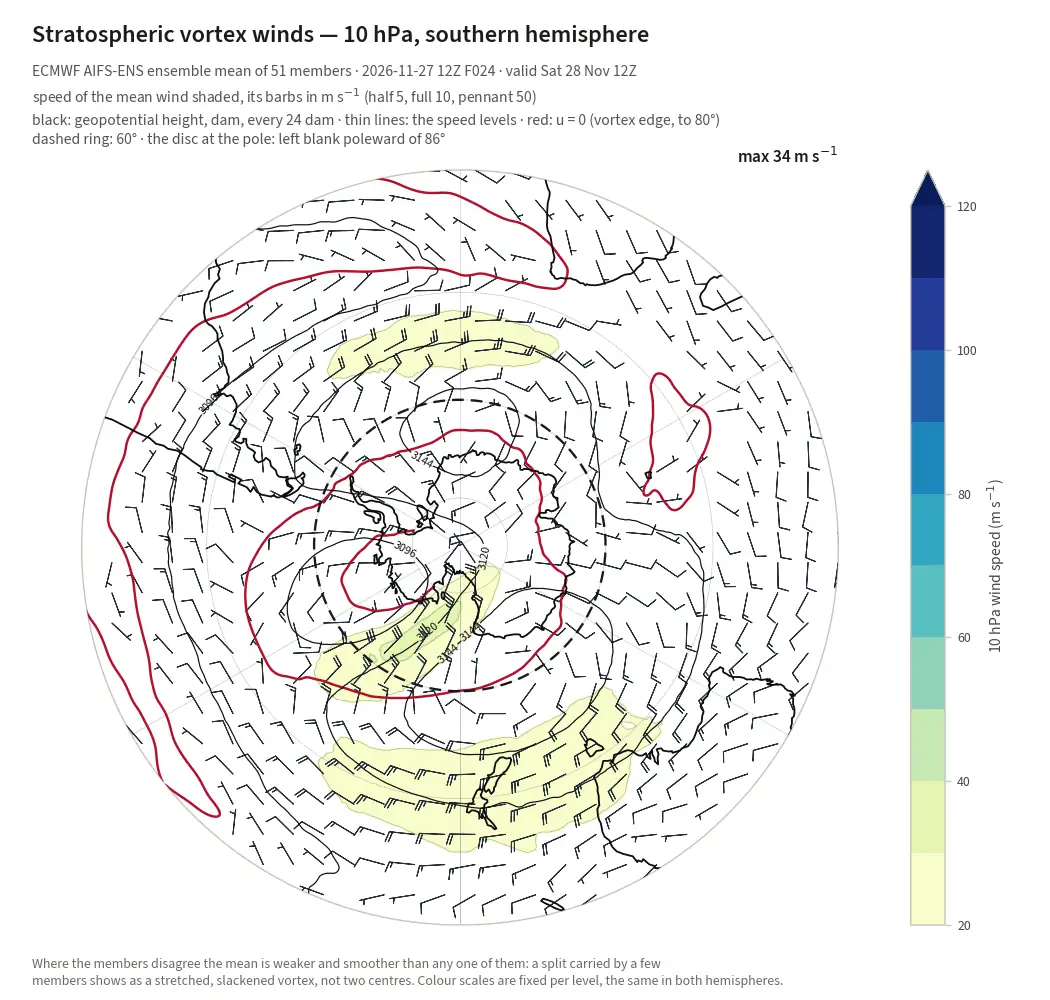 Stratospheric vortex winds — 10 hPa, southern hemisphere
ECMWF AIFS-ENS ensemble mean of 51 members · 2026-11-27 12Z F024 · valid Sat 28 Nov 12Z
speed of the mean wind shaded, its barbs in m s⁻¹ (half 5, full 10, pennant 50)
black: geopotential height, dam, every 24 dam · thin lines: the speed levels · red: u = 0 (vortex edge, to 80°)
dashed ring: 60° · the disc at the pole: left blank poleward of 86°
max 34 m s⁻¹
120
100
80
60
40
20
10 hPa wind speed (m s⁻¹)
3144
3096
3120
3120
3144
Where the members disagree the mean is weaker and smoother than any one of them: a split carried by a few
members shows as a stretched, slackened vortex, not two centres. Colour scales are fixed per level, the same in both hemispheres.